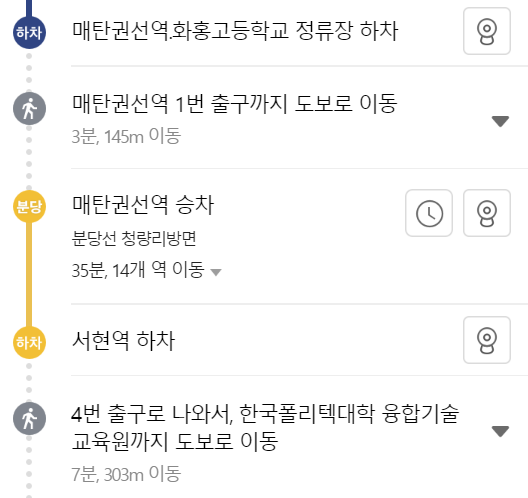 하차
매탄권선역.화홍고등학교 정류장 하차
매탄권선역 1번 출구까지 도보로 이동
3분, 145m 이동
분당
매탄권선역 승차
분당선 청량리방면
35분, 14개 역 이동
하차
서현역 하차
4번 출구로 나와서, 한국폴리텍대학 융합기술
교육원까지 도보로 이동
7분, 303m 이동